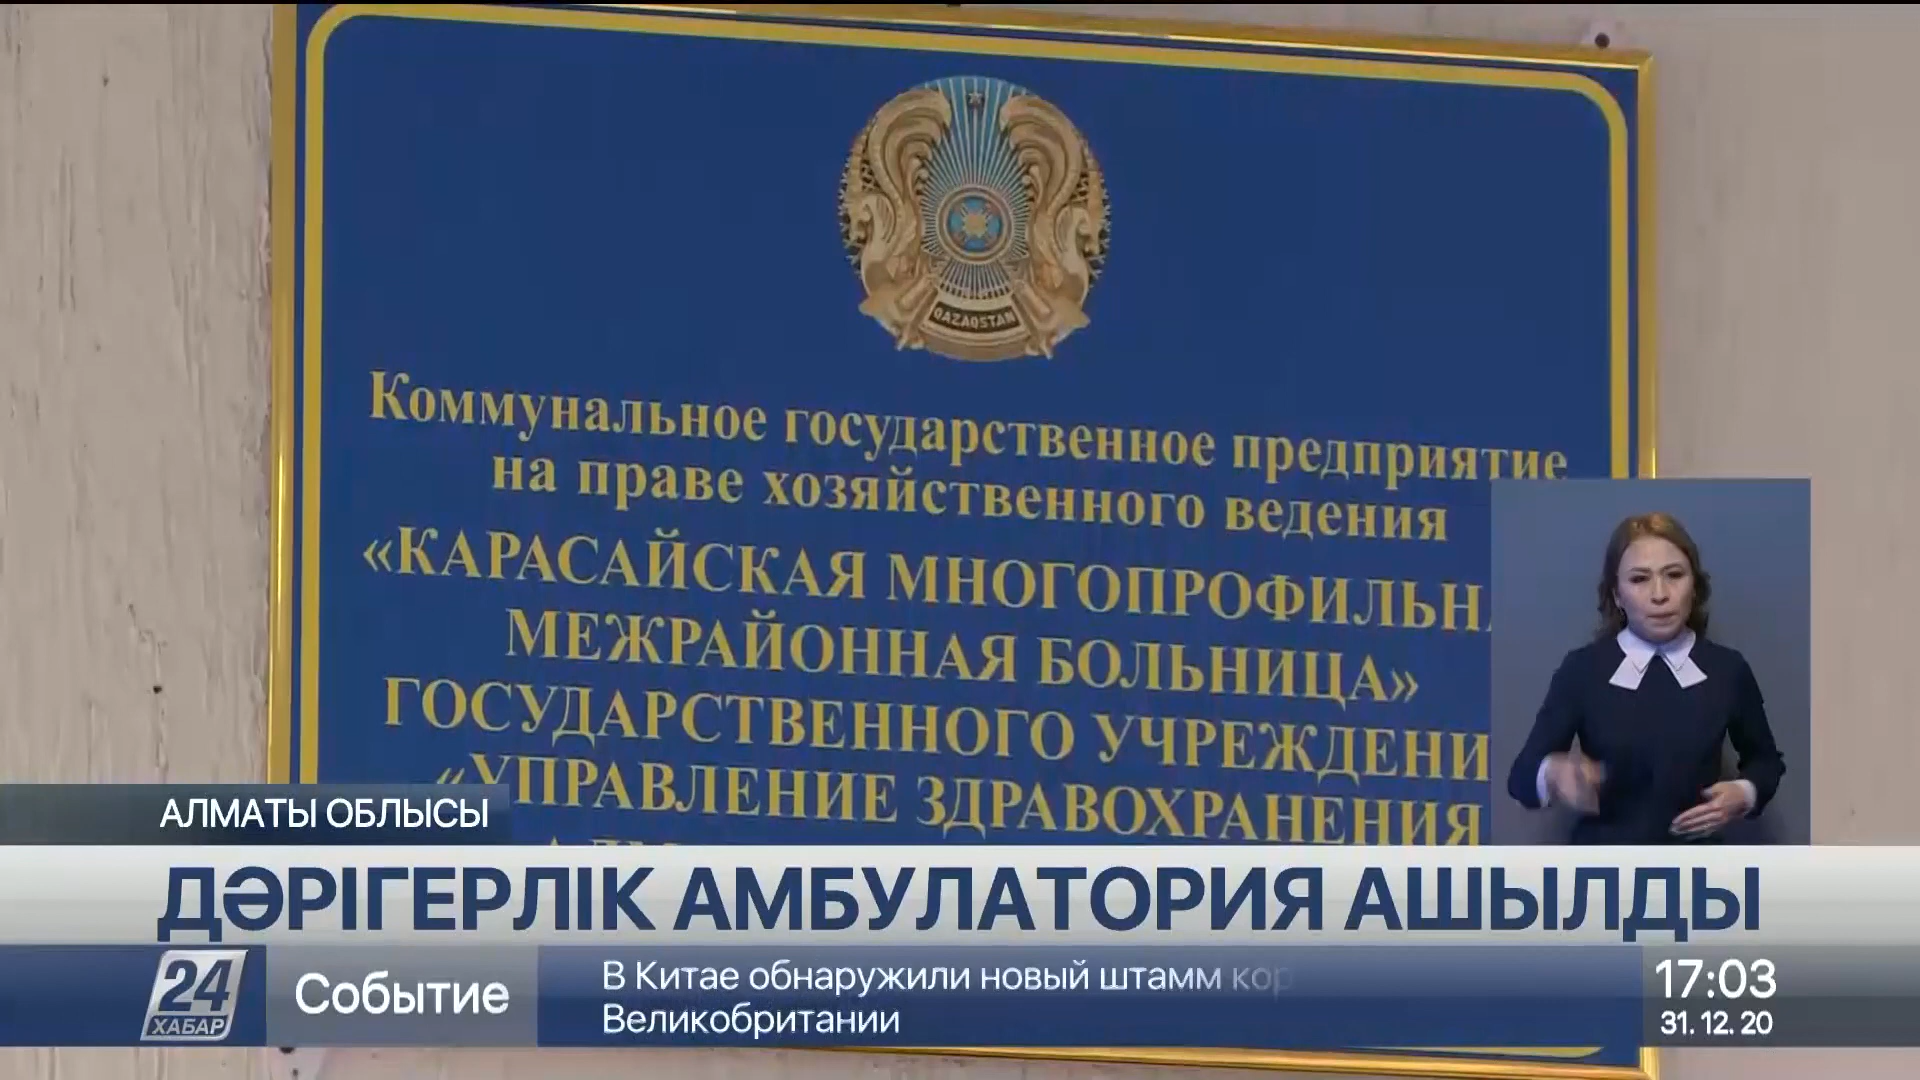 QAZAQSTAN
Коммунальное государственное предприятие
на праве хозяйственного ведения
«КАРАСАЙСКАЯ МНОГОПРОФИЛЬН
МЕЖРАЙОННАЯ БОЛЬНИЦА»
ГОСУДАРСТВЕННОГО УЧРЕЖДЕНИ
«УПРАВЛЕНИЕ ЗДРАВОХРАНЕНИЯ
АЛМАТЫ ОБЛЫСЫ
ДӘРІГЕРЛІК АМБУЛАТОРИЯ АШЫЛДЫ
24
ХАБАР
Событие
В Китае обнаружили новый штамм кор
Великобритании
17:03
31. 12. 20